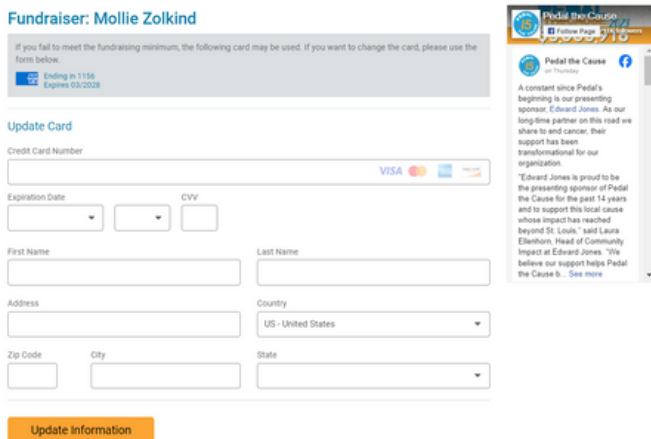 Fundraiser: Mollie Zolkind
If you fail to meet the fundraising minimum, the following card may be used. If you want to change the card, please use the
form below.
Ending in 1156
Expires 03/2028
Update Card
Credit Card Number
VISA
Expiration Date
CVV
First Name
Last Name
Address
Country
US - United States
Zip Code
City
State
Update Information
Pedal the Cause
Follow Page
followers
Pedal the Cause
on Thursday
A constant since Pedal's
beginning is our presenting
sponsor, Edward Jones. As our
long-time partner on this road we
share to end cancer, their
support has been
transformational for our
organization.
"Edward Jones is proud to be
the presenting sponsor of Pedal
the Cause for the past 14 years
and to support this local cause
whose impact has reached
beyond St. Louis," said Laura
Ellenhorn, Head of Community
Impact at Edward Jones. "We
believe our support helps Pedal
the Cause b... See more